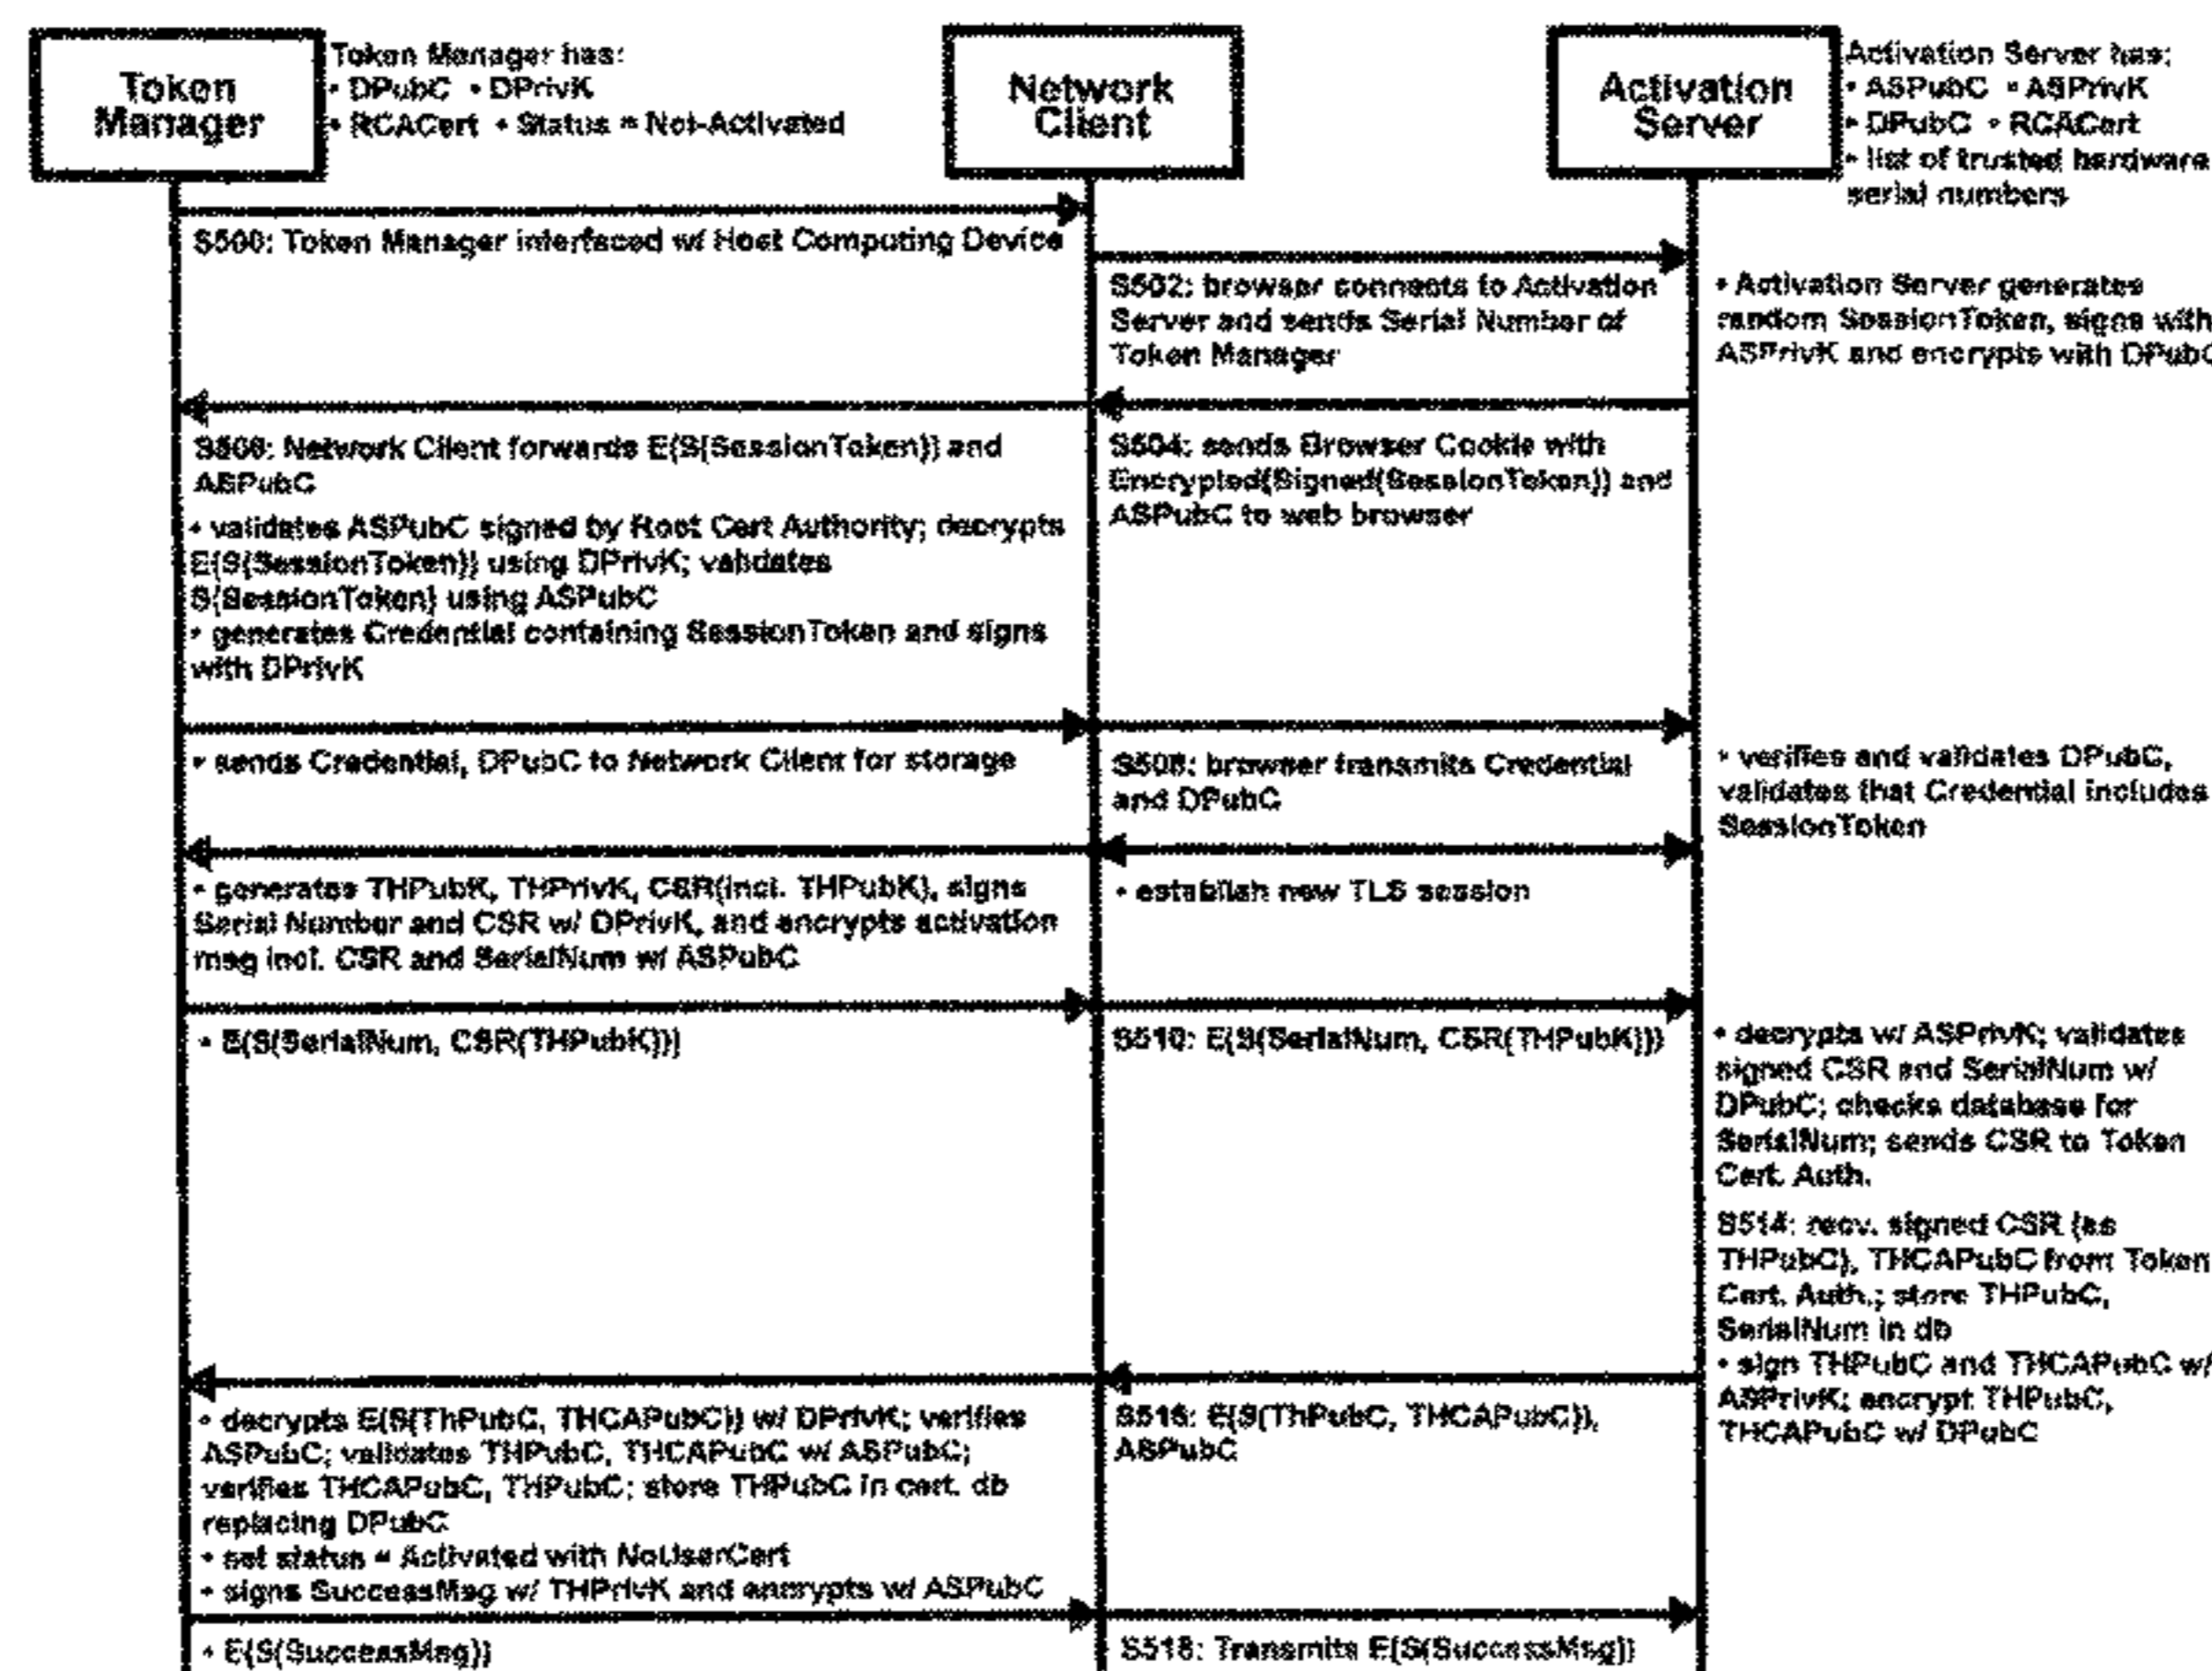 Token
Manager
Token Manager has:
• DPubC • DPrivK
• RCACert • Status = Not-Activated
Network
Client
Activation
Server
Activation Server has:
• ASPubC • ASPrivK
• DPubC • RCACert
• list of trusted hardware
serial numbers
S500: Token Manager interfaced w/ Host Computing Device
S502: browser connects to Activation
Server and sends Serial Number of
Token Manager
• Activation Server generates
random SessionToken, signs with
ASPrivK and encrypts with DPubC
S506: Network Client forwards E(S(SessionToken)) and
ASPubC
S504: sends Browser Cookie with
Encrypted(Signed(SessionToken)) and
ASPubC to web browser
• validates ASPubC signed by Root Cert Authority; decrypts
E(S(SessionToken)) using DPrivK; validates
S(SessionToken) using ASPubC
• generates Credential containing SessionToken and signs
with DPrivK
• sends Credential, DPubC to Network Client for storage
S508: browser transmits Credential
and DPubC
• verifies and validates DPubC,
validates that Credential includes
SessionToken
• generates THPubK, THPrivK, CSR(incl. THPubK), signs
Serial Number and CSR w/ DPrivK, and encrypts activation
msg incl. CSR and SerialNum w/ ASPubC
• establish new TLS session
• E(S(SerialNum, CSR(THPubK)))
S510: E(S(SerialNum, CSR(THPubK)))
• decrypts w/ ASPrivK; validates
signed CSR and SerialNum w/
DPubC; checks database for
SerialNum; sends CSR to Token
Cert. Auth.
S514: recv. signed CSR (as
THPubC), THCAPubC from Token
Cert. Auth.; store THPubC,
SerialNum in db
• sign THPubC and THCAPubC w/
ASPrivK; encrypt THPubC,
THCAPubC w/ DPubC
• decrypts E(S(ThPubC, THCAPubC)) w/ DPrivK; verifies
ASPubC; validates THPubC, THCAPubC w/ ASPubC;
verifies THCAPubC, THPubC; store THPubC in cert. db
replacing DPubC
• set status = Activated with NoUserCert
• signs SuccessMsg w/ THPrivK and encrypts w/ ASPubC
S516: E(S(ThPubC, THCAPubC)),
ASPubC
• E(S(SuccessMsg))
S518: Transmits E(S(SuccessMsg))